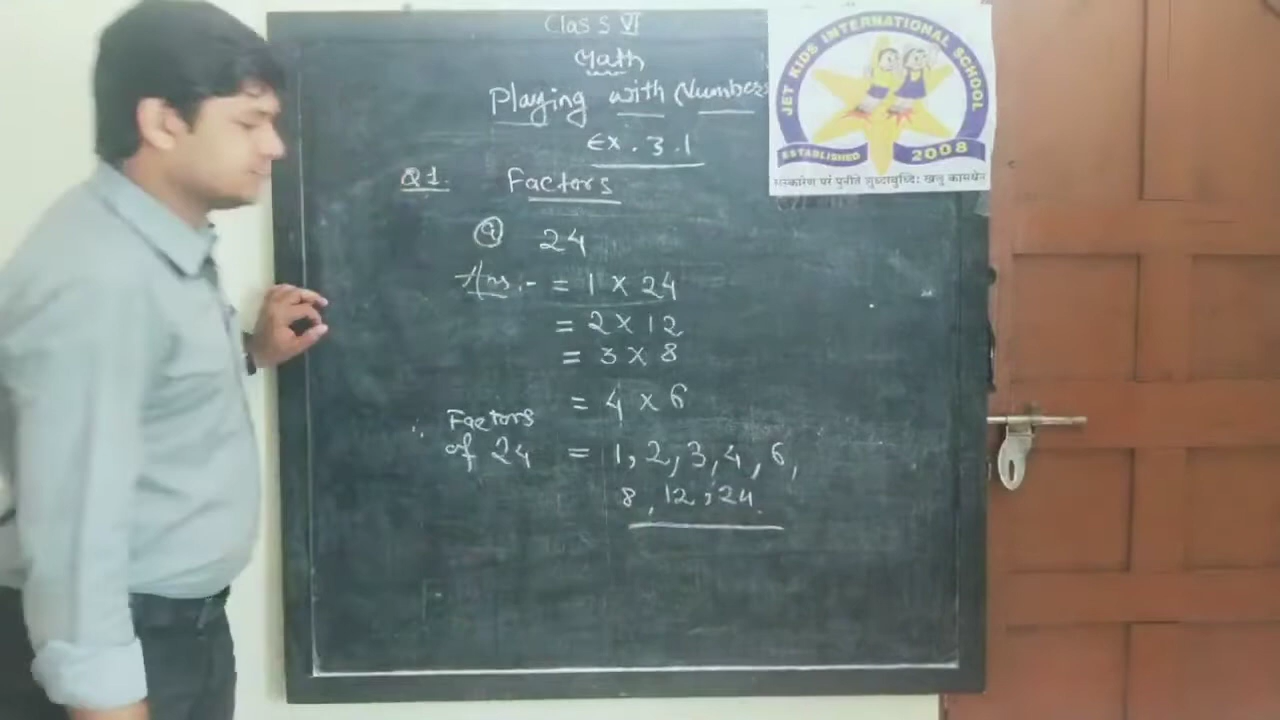 Class VI
Math
Playing with Numbers
Ex. 3.1
Q1. Factors
a 24
Ans:- = 1 x 24
= 2 x 12
= 3 x 8
= 4 x 6
∴ Factors
of 24 = 1, 2, 3, 4, 6,
8, 12, 24.
JET KIDS INTERNATIONAL SCHOOL
ESTABLISHED 2008